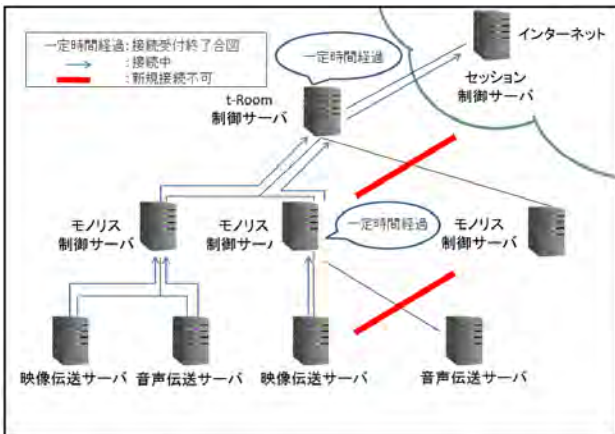 一定時間経過:接続受付終了合図
:接続中
:新規接続不可
一定時間経過
インターネット
セッション
制御サーバ
t-Room
制御サーバ
モノリス
制御サーバ
モノリス
制御サーバ
一定時間経過
モノリス
制御サーバ
映像伝送サーバ
音声伝送サーバ
映像伝送サーバ
音声伝送サーバ